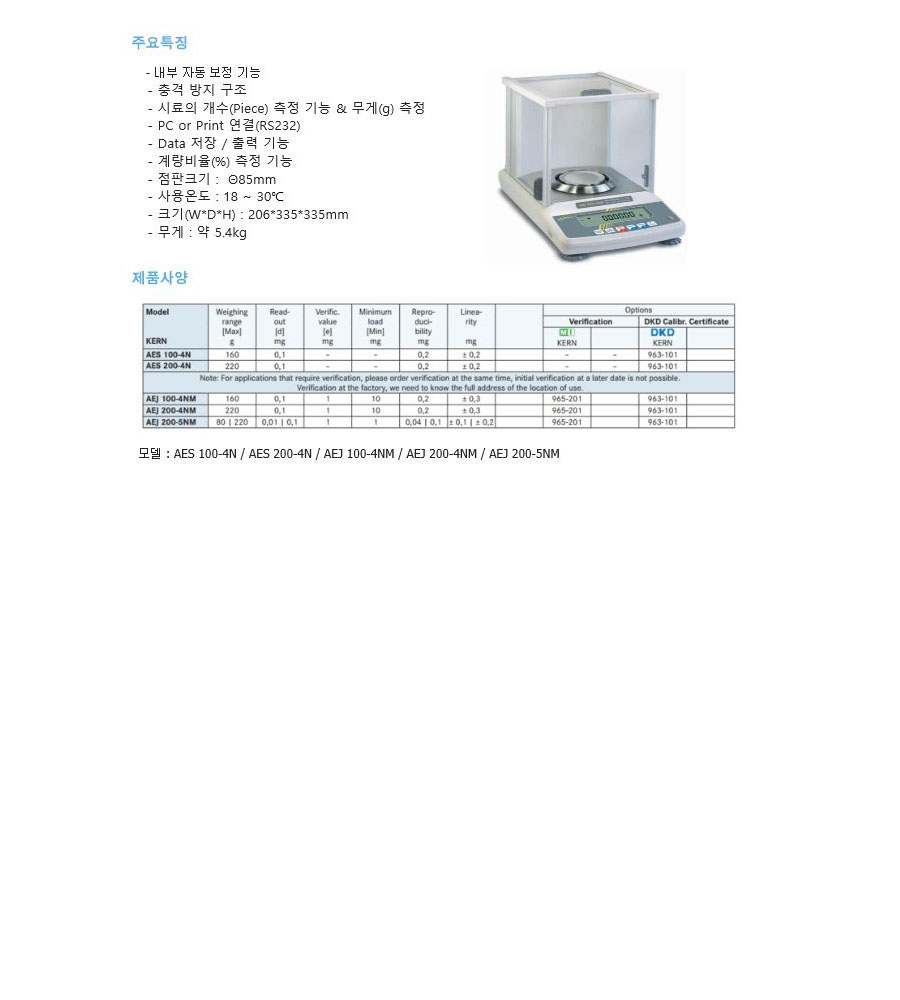 주요특징
- 내부 자동 보정 기능
- 충격 방지 구조
- 시료의 개수(Piece) 측정 기능 & 무게(g) 측정
- PC or Print 연결(RS232)
- Data 저장 / 출력 기능
- 계량비율(%) 측정 기능
- 점판크기 : Θ85mm
- 사용온도 : 18 ~ 30℃
- 크기(W*D*H) : 206*335*335mm
- 무게 : 약 5.4kg
000000
제품사양
Model Weighing Read- Verific. Minimum Repro- Linea- Options
range out value load duci- rity Verification DKD Calibr. Certificate
[Max] [d] [e] [Min] bility MI DKD
KERN g mg mg mg mg mg KERN KERN
AES 100-4N 160 0,1 – – 0,2 ± 0,2 – – 963-101
AES 200-4N 220 0,1 – – 0,2 ± 0,2 – – 963-101
Note: For applications that require verification, please order verification at the same time, initial verification at a later date is not possible.
Verification at the factory, we need to know the full address of the location of use.
AEJ 100-4NM 160 0,1 1 10 0,2 ± 0,3 965-201 963-101
AEJ 200-4NM 220 0,1 1 10 0,2 ± 0,3 965-201 963-101
AEJ 200-5NM 80 | 220 0,01 | 0,1 1 1 0,04 | 0,1 ± 0,1 | ± 0,2 965-201 963-101
모델 : AES 100-4N / AES 200-4N / AEJ 100-4NM / AEJ 200-4NM / AEJ 200-5NM